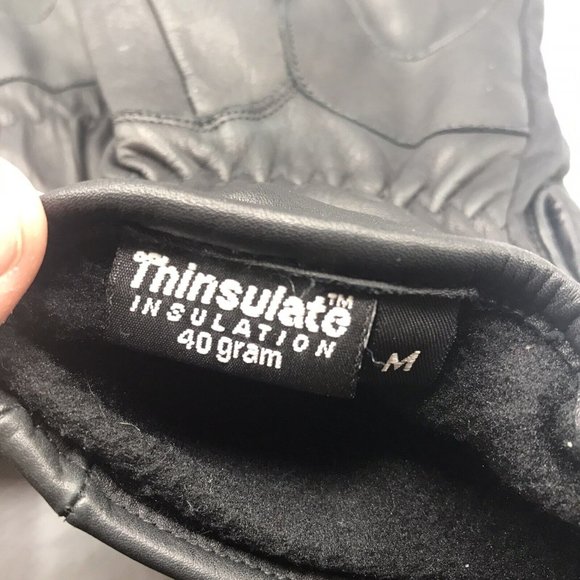 Thinsulate™
INSULATION
40 gram
M